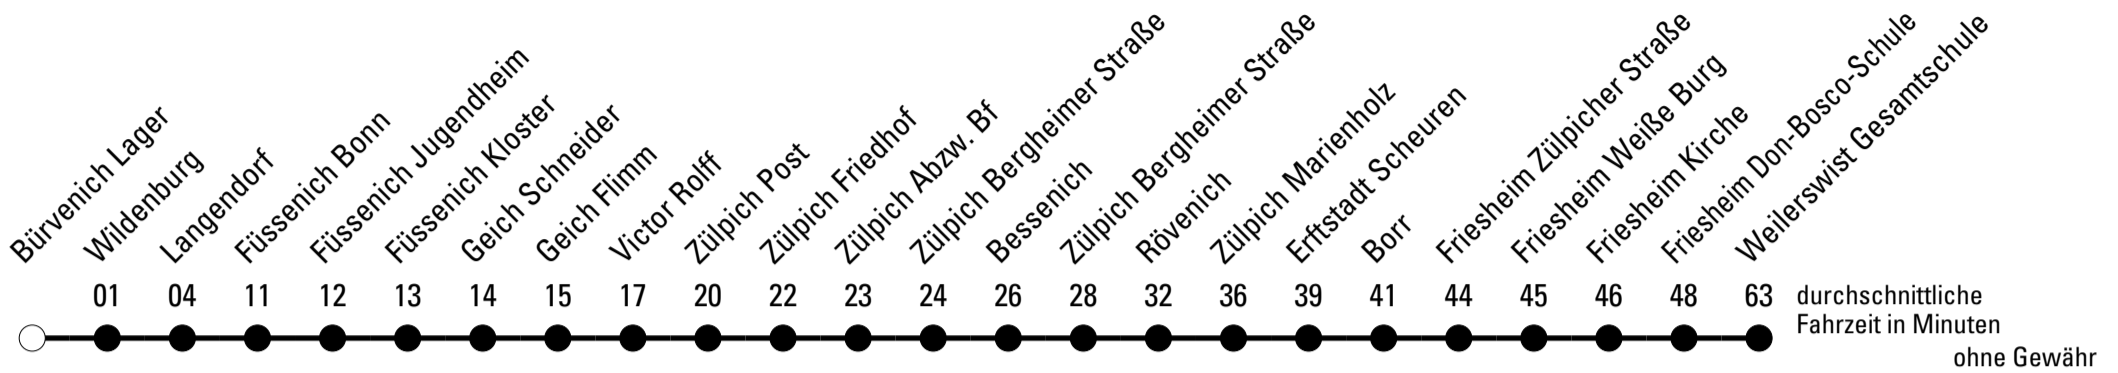 Bürvenich Lager
Wildenburg
Langendorf
Füssenich Bonn
Füssenich Jugendheim
Füssenich Kloster
Geich Schneider
Geich Flimm
Victor Rolff
Zülpich Post
Zülpich Friedhof
Zülpich Abzw. Bf
Zülpich Bergheimer Straße
Bessenich
Zülpich Bergheimer Straße
Rövenich
Zülpich Marienholz
Erftstadt Scheuren
Borr
Friesheim Zülpicher Straße
Friesheim Weiße Burg
Friesheim Kirche
Friesheim Don-Bosco-Schule
Weilerswist Gesamtschule
01 04 11 12 13 14 15 17 20 22 23 24 26 28 32 36 39 41 44 45 46 48 63
durchschnittliche
Fahrzeit in Minuten
ohne Gewähr